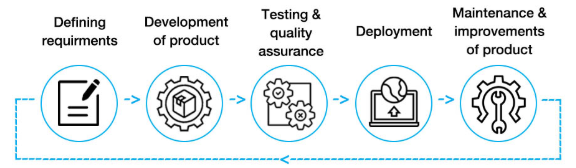 Defining
requirments
Development
of product
Testing &
quality
assurance
Deployment
Maintenance &
improvements
of product